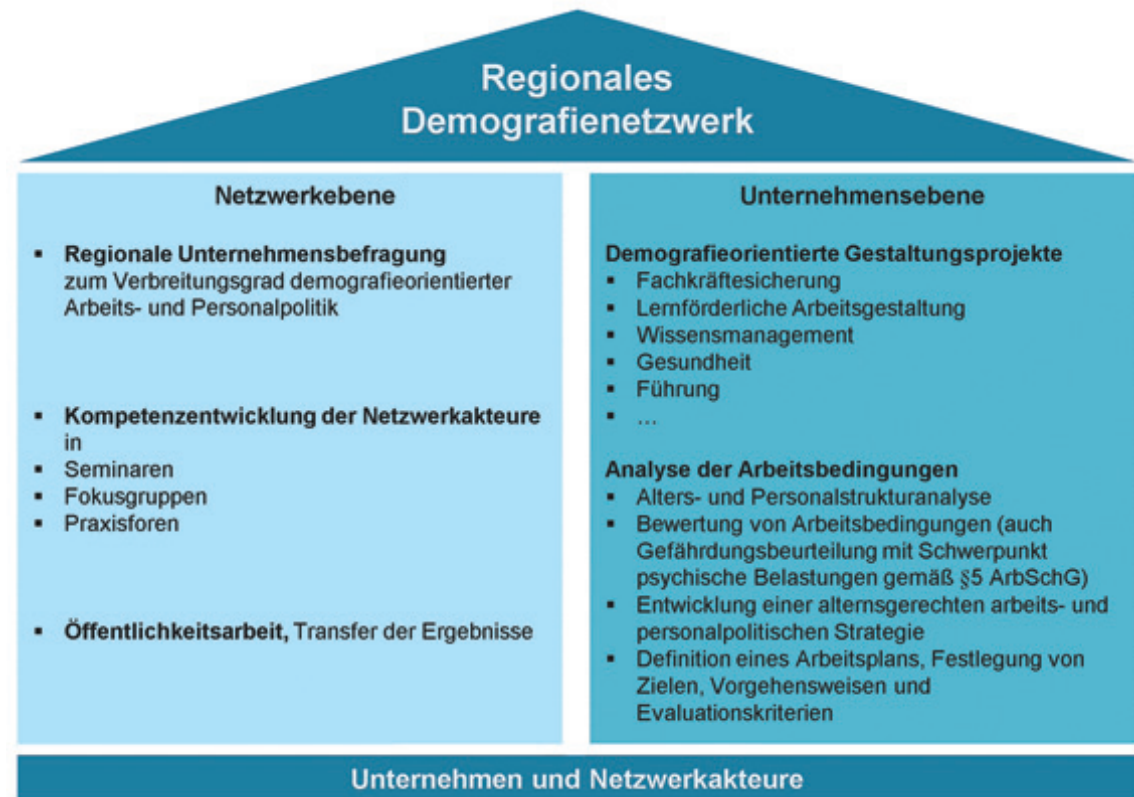 Regionales
Demografienetzwerk
Netzwerkebene
▪ Regionale Unternehmensbefragung
zum Verbreitungsgrad demografieorientierter
Arbeits- und Personalpolitik
▪ Kompetenzentwicklung der Netzwerkakteure
in
▪ Seminaren
▪ Fokusgruppen
▪ Praxisforen
▪ Öffentlichkeitsarbeit, Transfer der Ergebnisse
Unternehmensebene
Demografieorientierte Gestaltungsprojekte
▪ Fachkräftesicherung
▪ Lernförderliche Arbeitsgestaltung
▪ Wissensmanagement
▪ Gesundheit
▪ Führung
▪ …
Analyse der Arbeitsbedingungen
▪ Alters- und Personalstrukturanalyse
▪ Bewertung von Arbeitsbedingungen (auch
Gefährdungsbeurteilung mit Schwerpunkt
psychische Belastungen gemäß §5 ArbSchG)
▪ Entwicklung einer alternsgerechten arbeits- und
personalpolitischen Strategie
▪ Definition eines Arbeitsplans, Festlegung von
Zielen, Vorgehensweisen und
Evaluationskriterien
Unternehmen und Netzwerkakteure